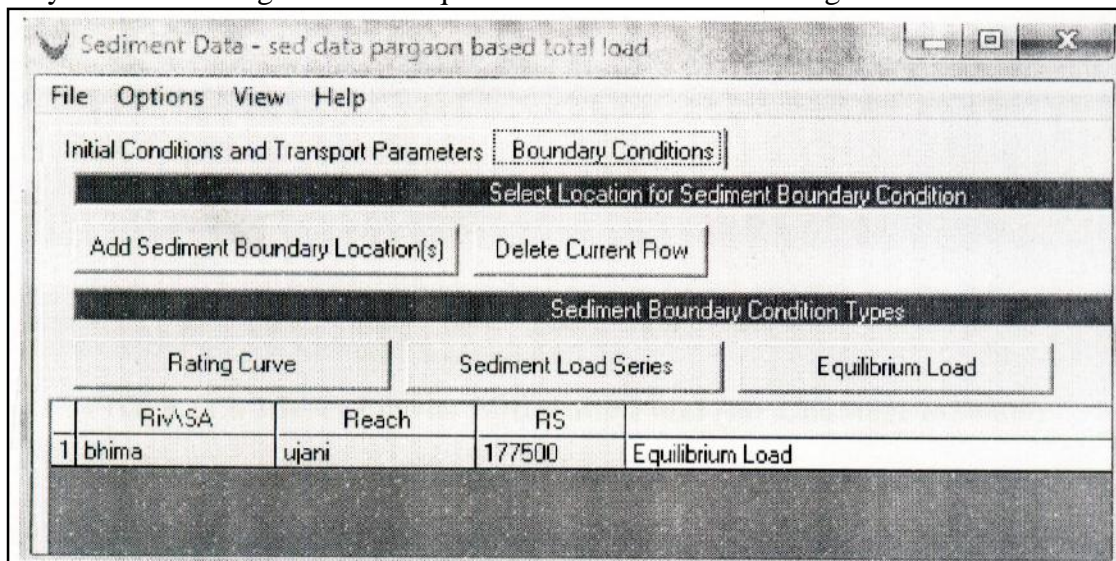 Sediment Data - sed data pargaon based total load
File Options View Help
Initial Conditions and Transport Parameters Boundary Conditions
Select Location for Sediment Boundary Condition
Add Sediment Boundary Location(s) Delete Current Row
Sediment Boundary Condition Types
Rating Curve Sediment Load Series Equilibrium Load
Riv\SA Reach RS
1 bhima ujani 177500 Equilibrium Load